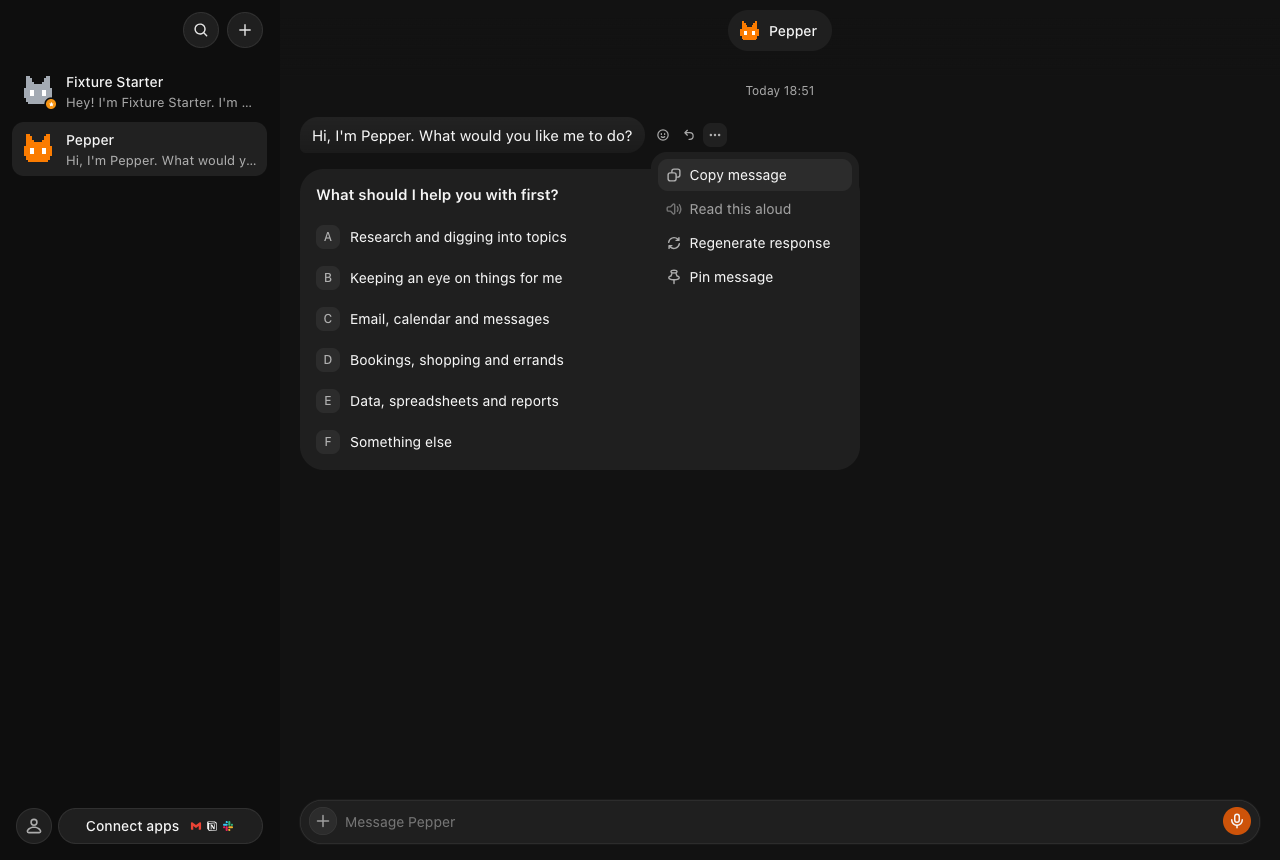 Pepper
Fixture Starter
Hey! I'm Fixture Starter. I'm ...
Pepper
Hi, I'm Pepper. What would y...
Today 18:51
Hi, I'm Pepper. What would you like me to do?
Copy message
Read this aloud
Regenerate response
Pin message
What should I help you with first?
A Research and digging into topics
B Keeping an eye on things for me
C Email, calendar and messages
D Bookings, shopping and errands
E Data, spreadsheets and reports
F Something else
Connect apps
Message Pepper